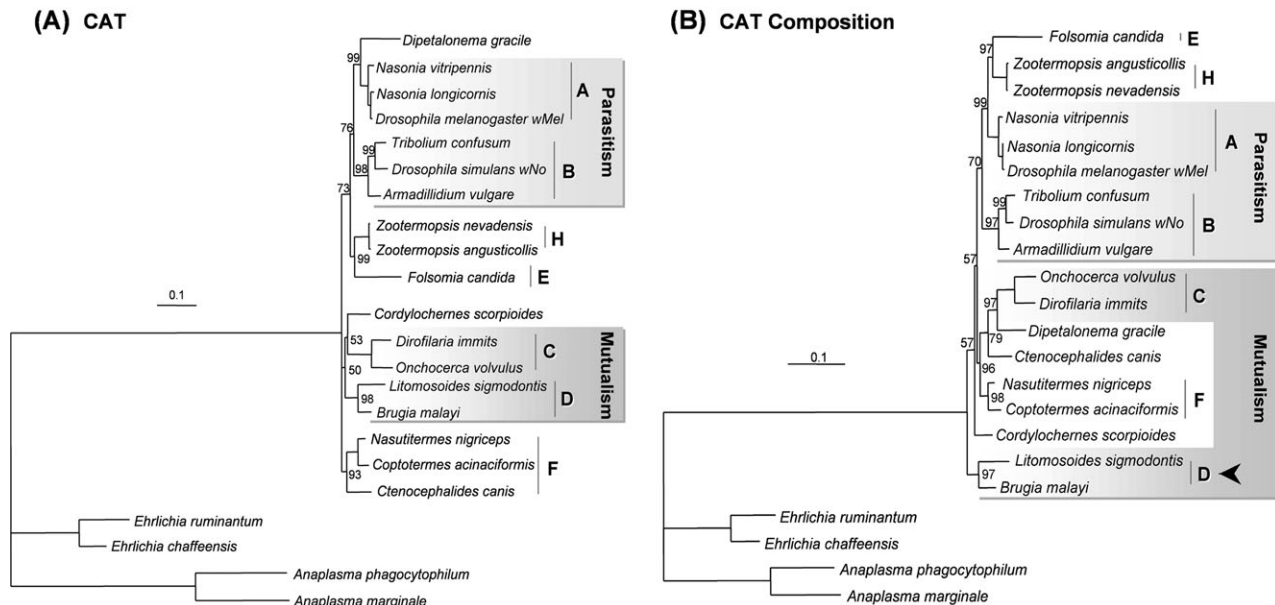 (A) CAT
Dipetalonema gracile
99
Nasonia vitripennis
Nasonia longicornis
A
Drosophila melanogaster wMel
76
Tribolium confusum
99
Drosophila simulans wNo
B
98
Armadillidium vulgare
Parasitism
73
Zootermopsis nevadensis
H
Zootermopsis angusticollis
99
Folsomia candida
E
0.1
Cordylochernes scorpioides
53
Dirofilaria immits
C
50
Onchocerca volvulus
Litomosoides sigmodontis
D
98
Brugia malayi
Mutualism
Nasutitermes nigriceps
Coptotermes acinaciformis
F
93
Ctenocephalides canis
Ehrlichia ruminantum
Ehrlichia chaffeensis
Anaplasma phagocytophilum
Anaplasma marginale
(B) CAT Composition
Folsomia candida
E
97
Zootermopsis angusticollis
H
Zootermopsis nevadensis
99
Nasonia vitripennis
A
Nasonia longicornis
Drosophila melanogaster wMel
70
Tribolium confusum
99
Drosophila simulans wNo
B
97
Armadillidium vulgare
Parasitism
57
Onchocerca volvulus
C
97
Dirofilaria immits
Dipetalonema gracile
57
79
Ctenocephalides canis
0.1
96
Nasutitermes nigriceps
F
98
Coptotermes acinaciformis
Cordylochernes scorpioides
Litomosoides sigmodontis
D
97
Brugia malayi
Mutualism
Ehrlichia ruminantum
Ehrlichia chaffeensis
Anaplasma phagocytophilum
Anaplasma marginale